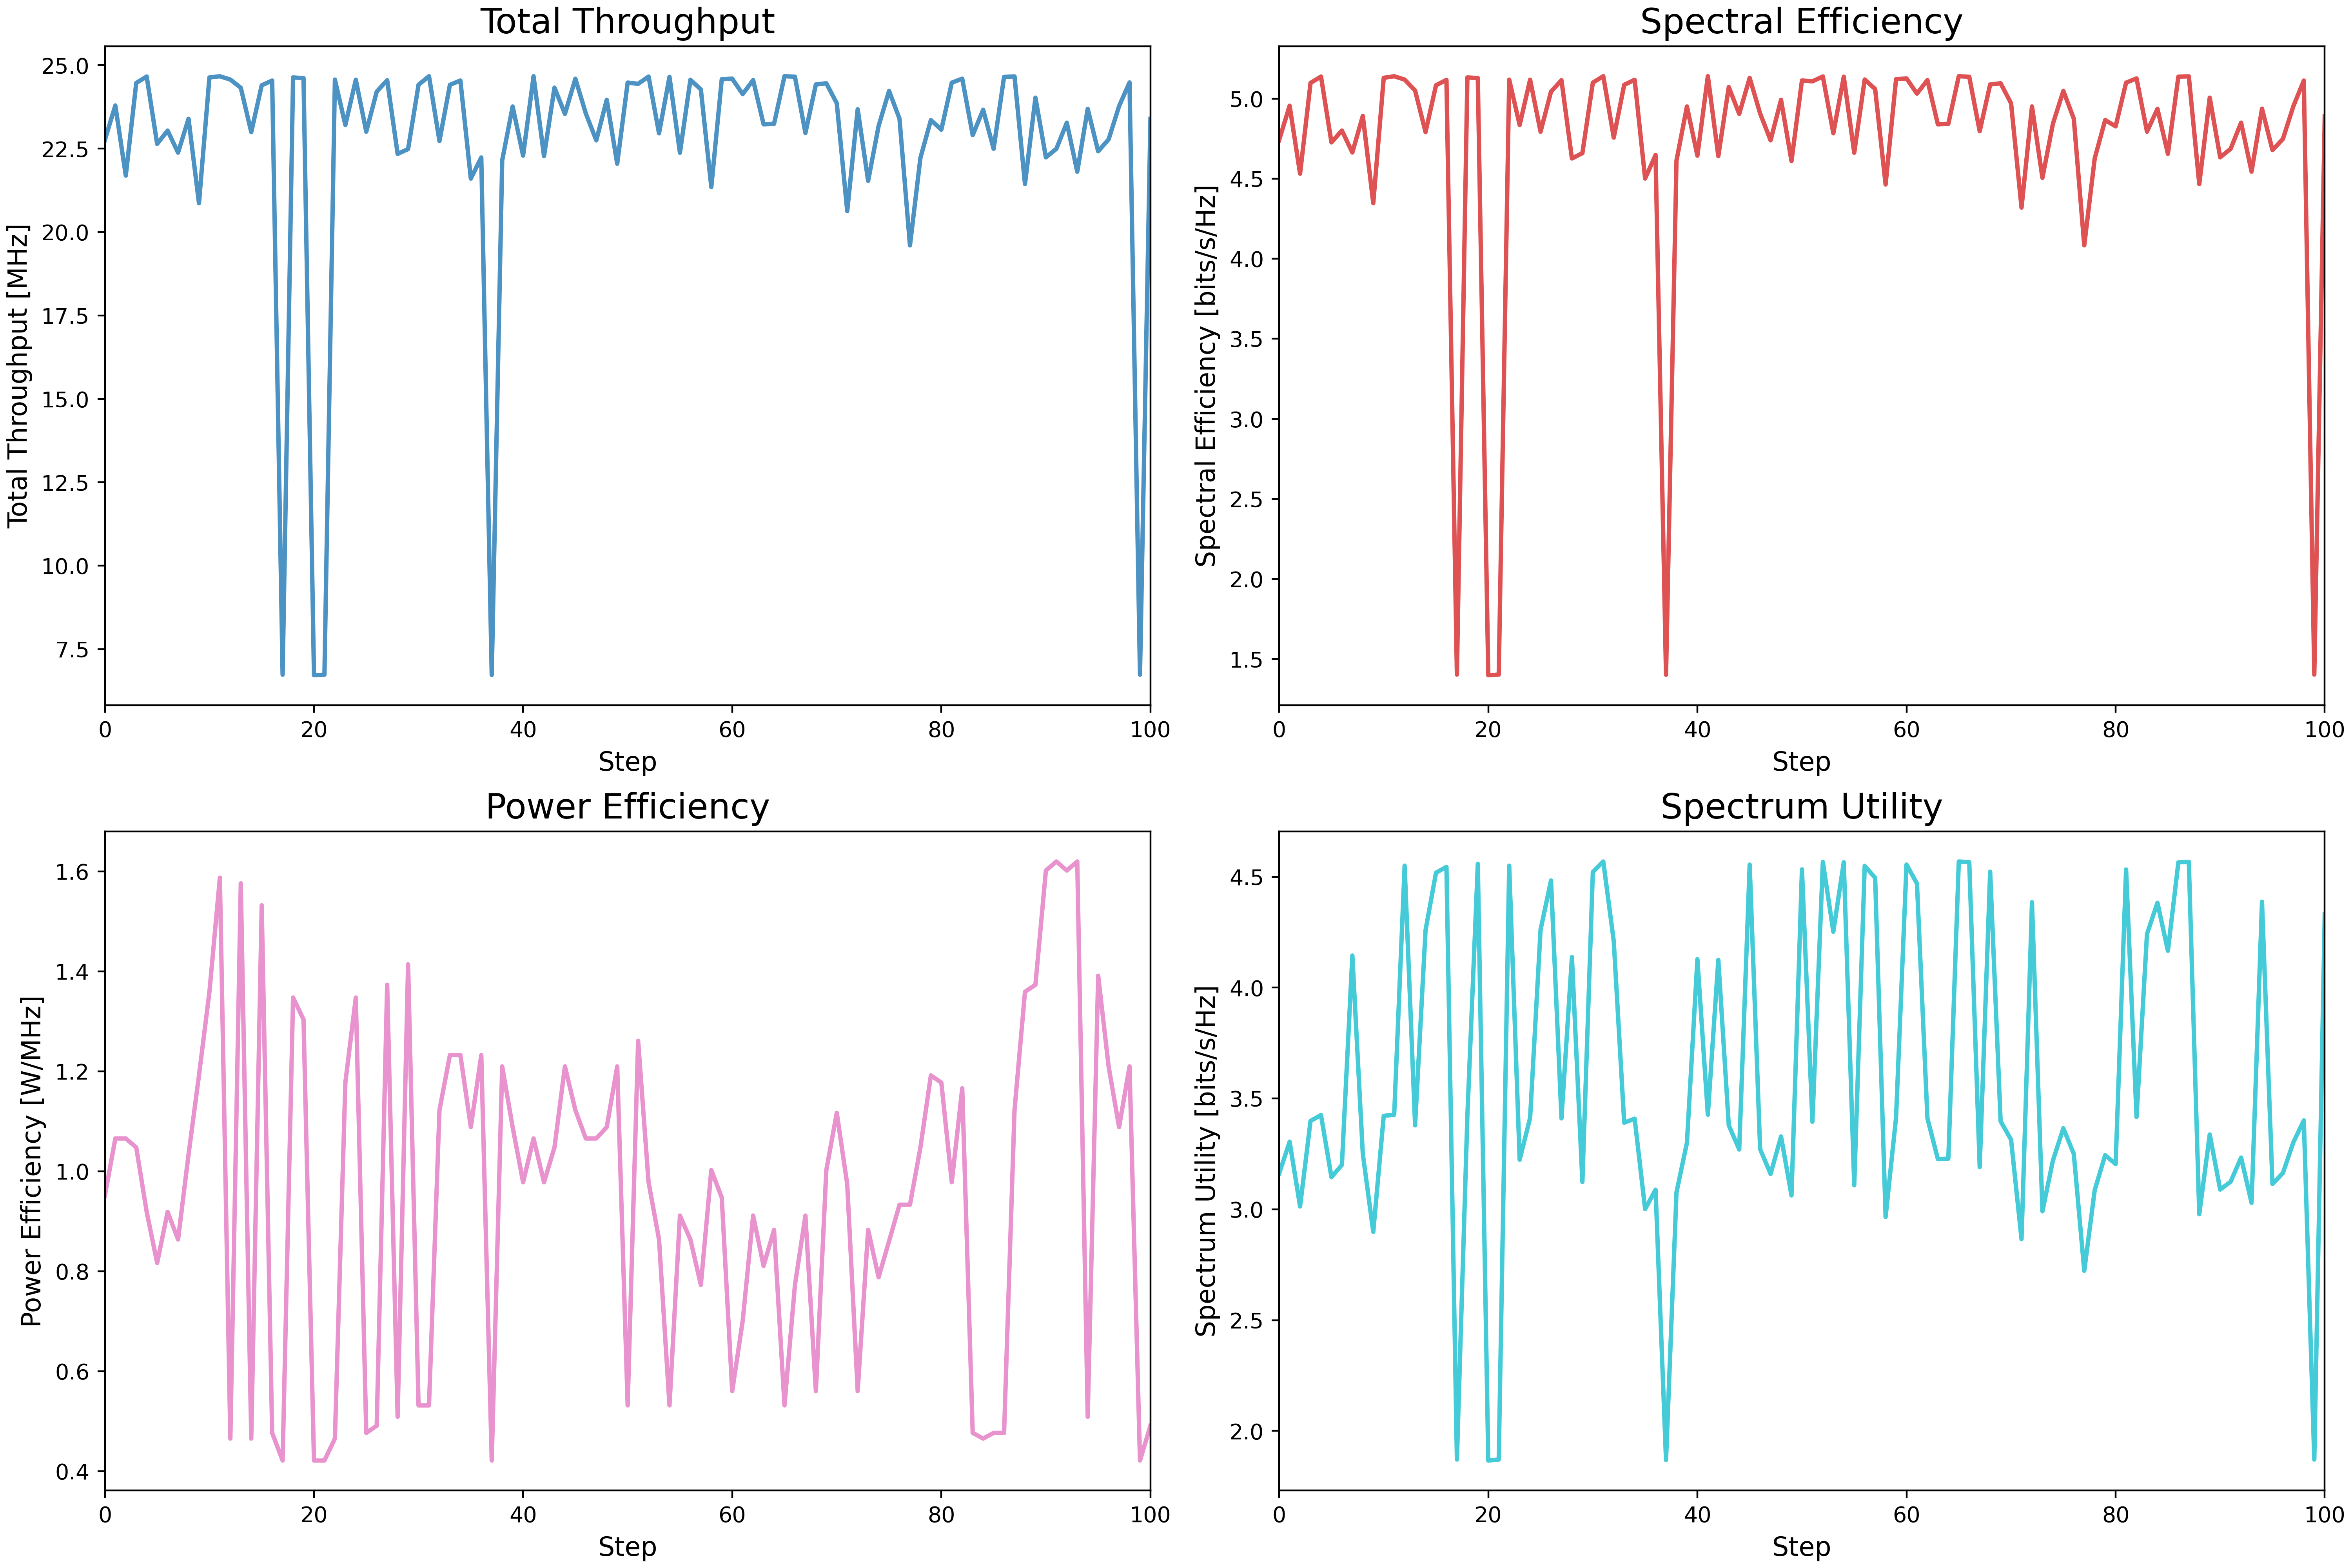 Total Throughput
Total Throughput [MHz]
25.0
22.5
20.0
17.5
15.0
12.5
10.0
7.5
0 20 40 60 80 100
Step
Spectral Efficiency
Spectral Efficiency [bits/s/Hz]
5.0
4.5
4.0
3.5
3.0
2.5
2.0
1.5
0 20 40 60 80 100
Step
Power Efficiency
Power Efficiency [W/MHz]
1.6
1.4
1.2
1.0
0.8
0.6
0.4
0 20 40 60 80 100
Step
Spectrum Utility
Spectrum Utility [bits/s/Hz]
4.5
4.0
3.5
3.0
2.5
2.0
0 20 40 60 80 100
Step